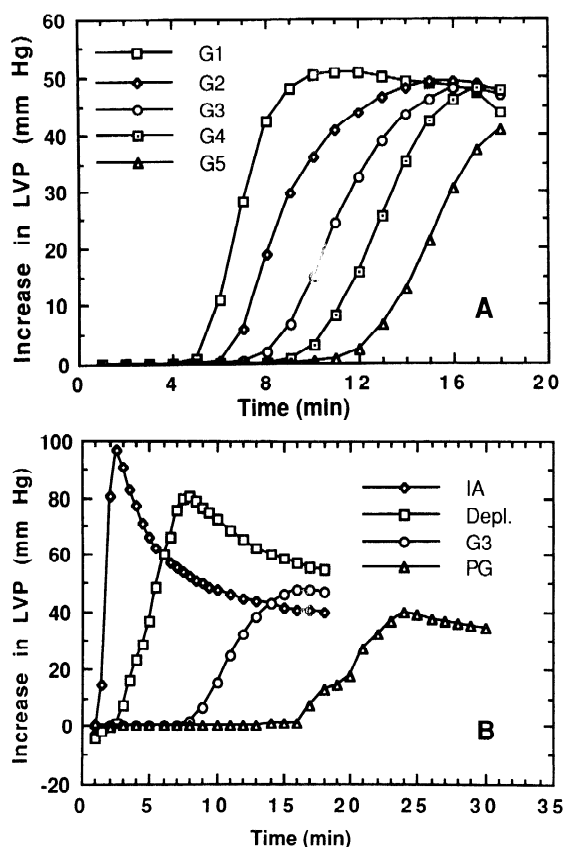 60
50
40
30
20
10
0
Increase in LVP (mm Hg)
G1
G2
G3
G4
G5
A
0 4 8 12 16 20
Time (min)
100
80
60
40
20
0
-20
Increase in LVP (mm Hg)
IA
Depl.
G3
PG
B
0 5 10 15 20 25 30 35
Time (min)